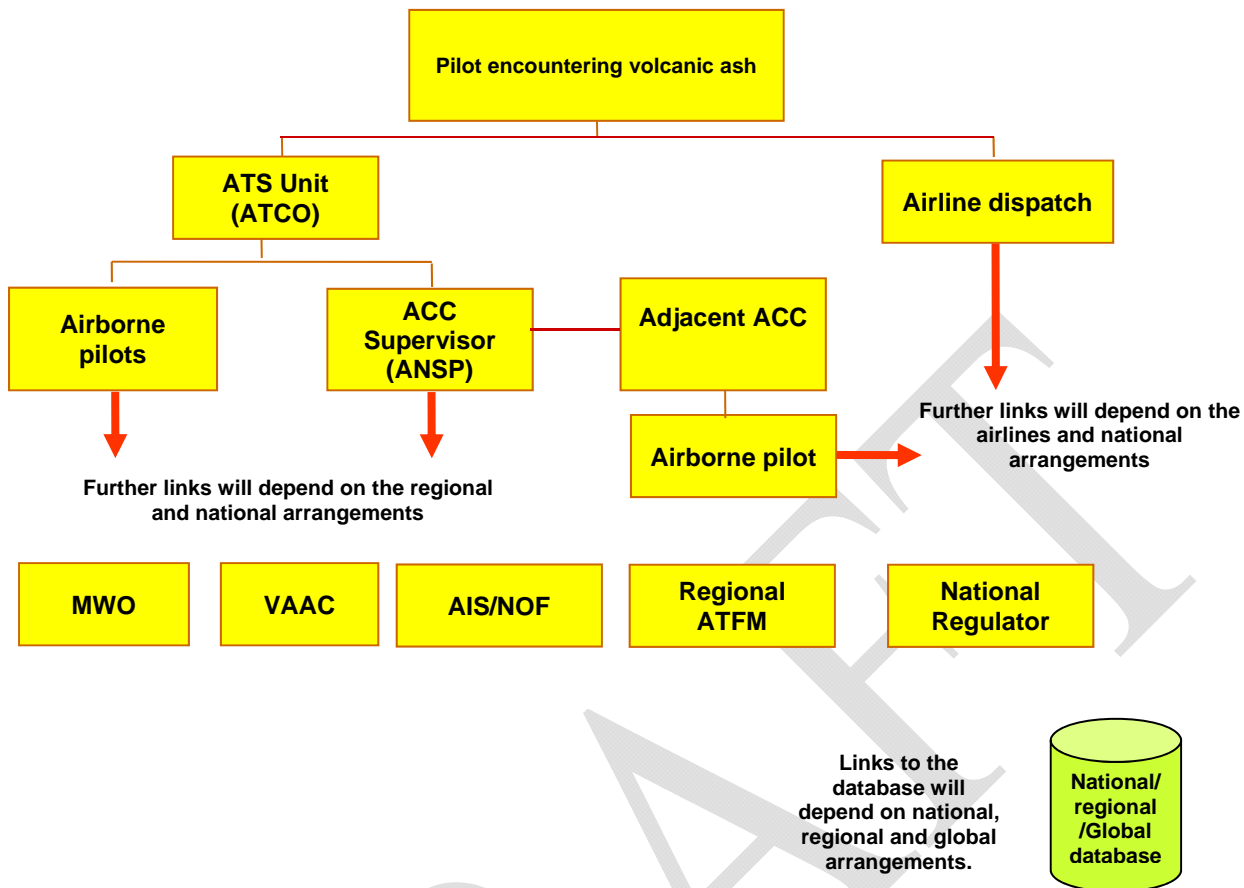 Pilot encountering volcanic ash
ATS Unit
(ATCO)
Airline dispatch
Airborne
pilots
ACC
Supervisor
(ANSP)
Adjacent ACC
Airborne pilot
Further links will depend on the
airlines and national
arrangements
Further links will depend on the regional
and national arrangements
MWO
VAAC
AIS/NOF
Regional
ATFM
National
Regulator
Links to the
database will
depend on national,
regional and global
arrangements.
National/
regional
/Global
database